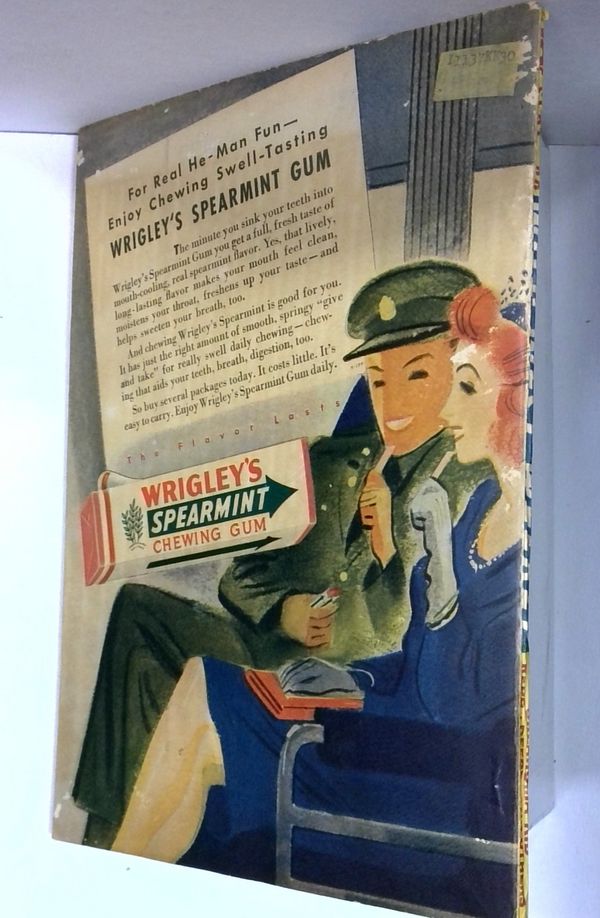 For Real He-Man Fun—
Enjoy Chewing Swell-Tasting
WRIGLEY'S SPEARMINT GUM
The minute you sink your teeth into
Wrigley's Spearmint Gum you get a full, fresh taste of
mouth-cooling, real spearmint flavor. Yes, that lively,
long-lasting flavor makes your mouth feel clean,
moistens your throat, freshens up your taste—and
helps sweeten your breath, too.
And chewing Wrigley's Spearmint is good for you.
It has just the right amount of smooth, springy "give
and take" for really swell daily chewing—chew-
ing that aids your teeth, breath, digestion, too.
So buy several packages today. It costs little. It's
easy to carry. Enjoy Wrigley's Spearmint Gum daily.
The Flavor Lasts
WRIGLEY'S
SPEARMINT
CHEWING GUM